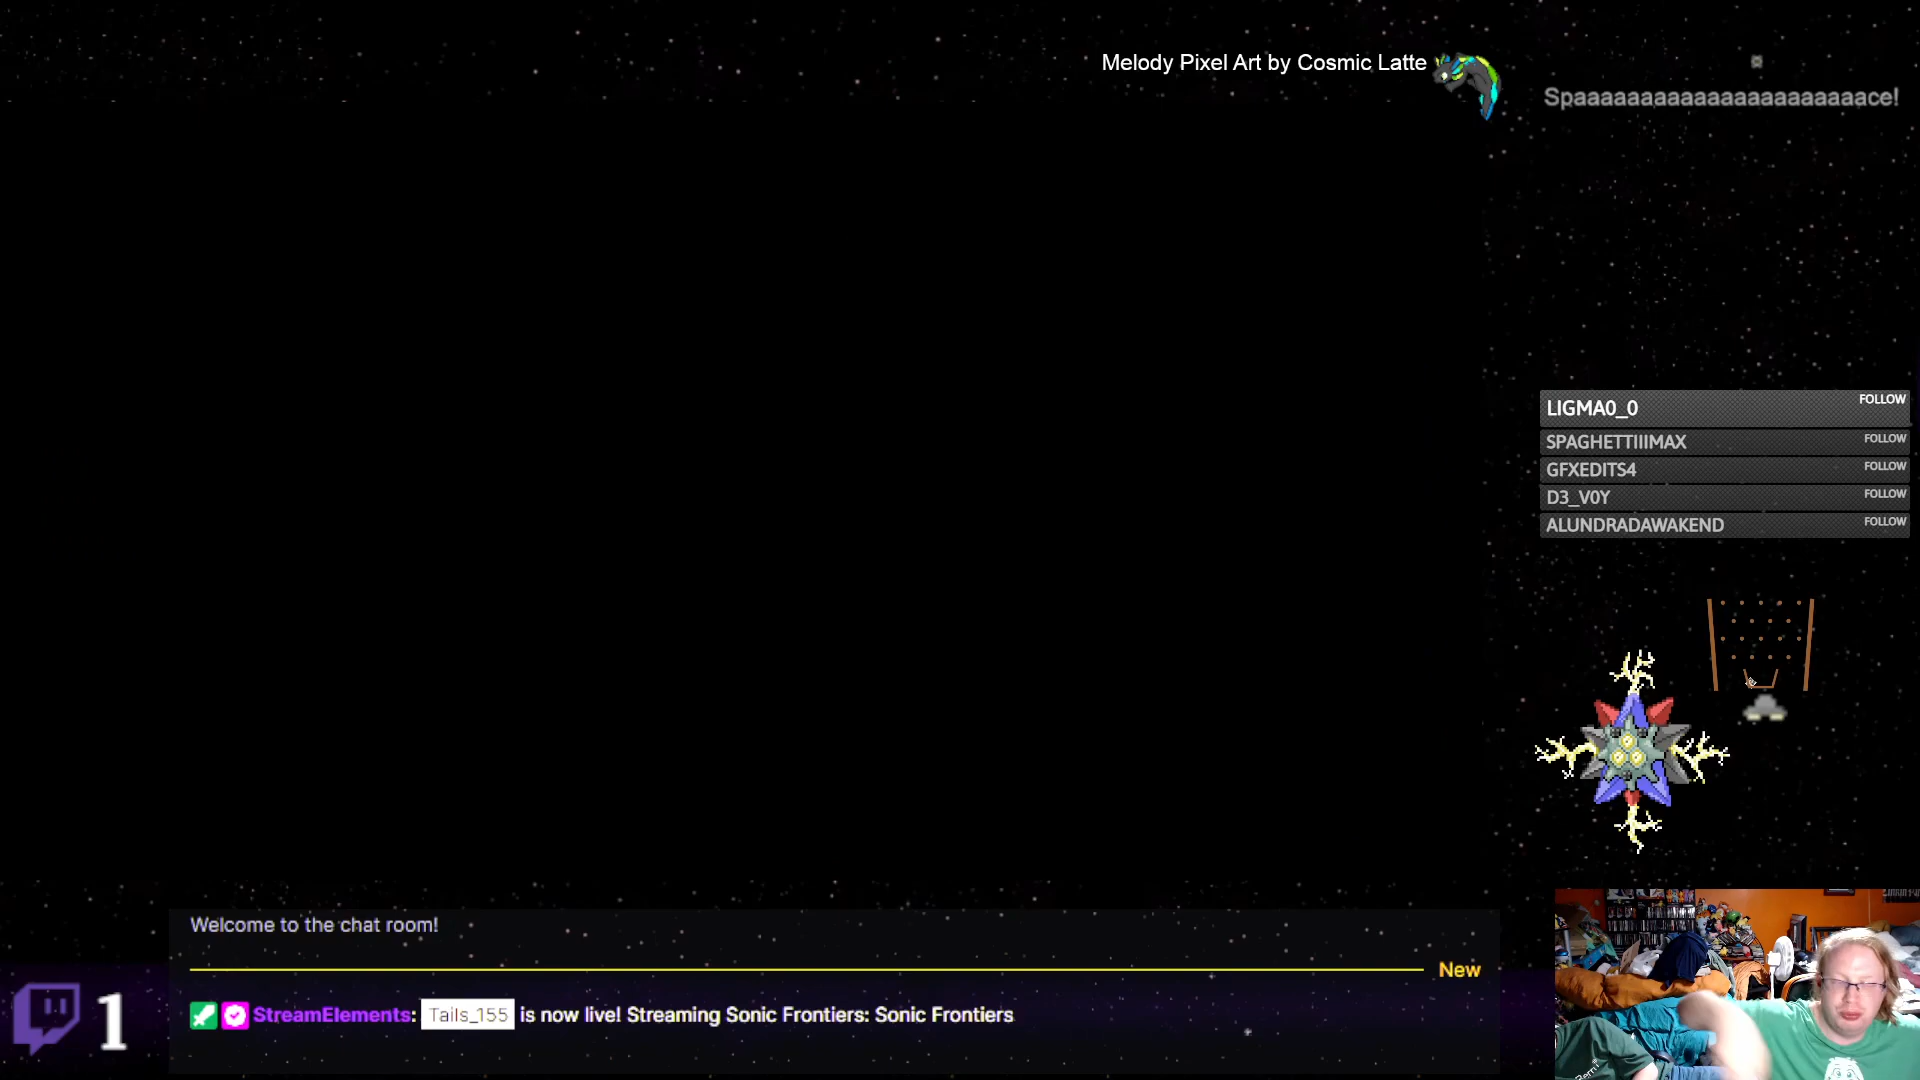 Melody Pixel Art by Cosmic Latte
Spaaaaaaaaaaaaaaaaaaaaaace!
LIGMA0_0 FOLLOW
SPAGHETTIIIMAX FOLLOW
GFXEDITS4 FOLLOW
D3_V0Y FOLLOW
ALUNDRADAWAKEND FOLLOW
Welcome to the chat room!
New
StreamElements: Tails_155 is now live! Streaming Sonic Frontiers: Sonic Frontiers
1